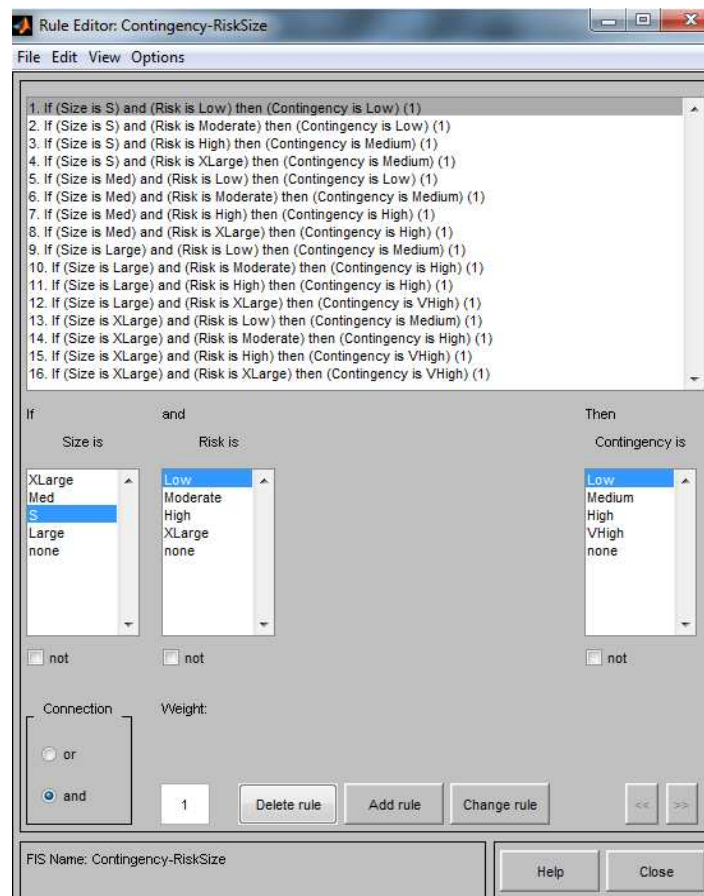 Rule Editor: Contingency-RiskSize
File Edit View Options
1. If (Size is S) and (Risk is Low) then (Contingency is Low) (1)
2. If (Size is S) and (Risk is Moderate) then (Contingency is Low) (1)
3. If (Size is S) and (Risk is High) then (Contingency is Medium) (1)
4. If (Size is S) and (Risk is XLarge) then (Contingency is Medium) (1)
5. If (Size is Med) and (Risk is Low) then (Contingency is Low) (1)
6. If (Size is Med) and (Risk is Moderate) then (Contingency is Medium) (1)
7. If (Size is Med) and (Risk is High) then (Contingency is High) (1)
8. If (Size is Med) and (Risk is XLarge) then (Contingency is High) (1)
9. If (Size is Large) and (Risk is Low) then (Contingency is Medium) (1)
10. If (Size is Large) and (Risk is Moderate) then (Contingency is High) (1)
11. If (Size is Large) and (Risk is High) then (Contingency is High) (1)
12. If (Size is Large) and (Risk is XLarge) then (Contingency is VHigh) (1)
13. If (Size is XLarge) and (Risk is Low) then (Contingency is Medium) (1)
14. If (Size is XLarge) and (Risk is Moderate) then (Contingency is High) (1)
15. If (Size is XLarge) and (Risk is High) then (Contingency is VHigh) (1)
16. If (Size is XLarge) and (Risk is XLarge) then (Contingency is VHigh) (1)
If and Then
Size is Risk is Contingency is
XLarge Low Low
Med Moderate Medium
S High High
Large XLarge VHigh
none none none
not not not
Connection Weight:
or
and 1 Delete rule Add rule Change rule << >>
FIS Name: Contingency-RiskSize
Help Close